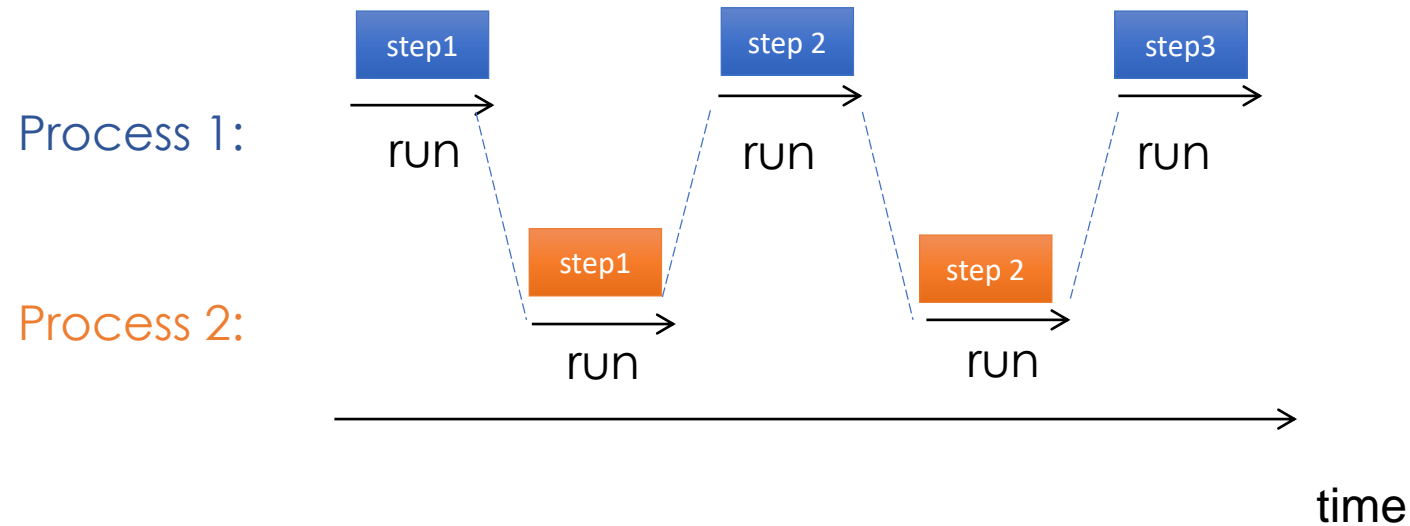 step1
step 2
step3
Process 1:
run
run
run
step1
step 2
Process 2:
run
run
time